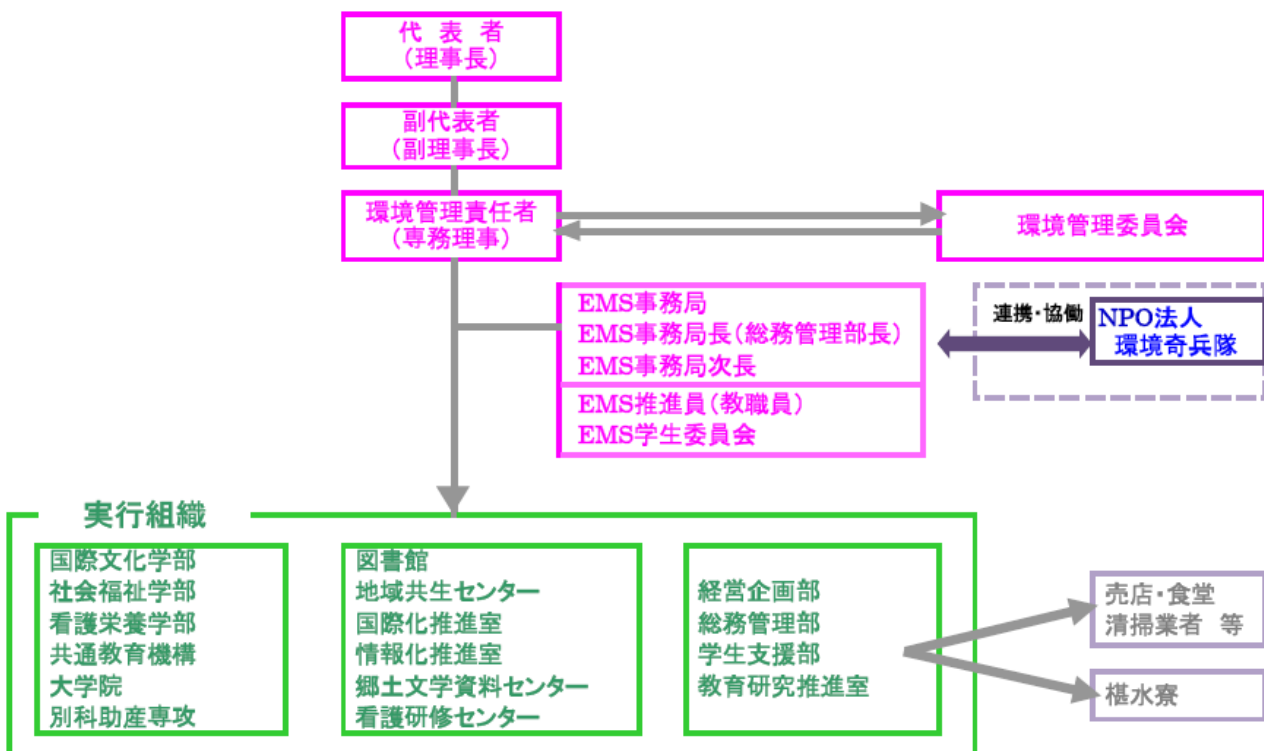 代 表 者
(理事長)
副代表者
(副理事長)
環境管理責任者
(専務理事)
環境管理委員会
EMS事務局
EMS事務局長(総務管理部長)
EMS事務局次長
EMS推進員(教職員)
EMS学生委員会
連携・協働
NPO法人
環境奇兵隊
実行組織
国際文化学部
社会福祉学部
看護栄養学部
共通教育機構
大学院
別科助産専攻
図書館
地域共生センター
国際化推進室
情報化推進室
郷土文学資料センター
看護研修センター
経営企画部
総務管理部
学生支援部
教育研究推進室
売店・食堂
清掃業者 等
椹水寮